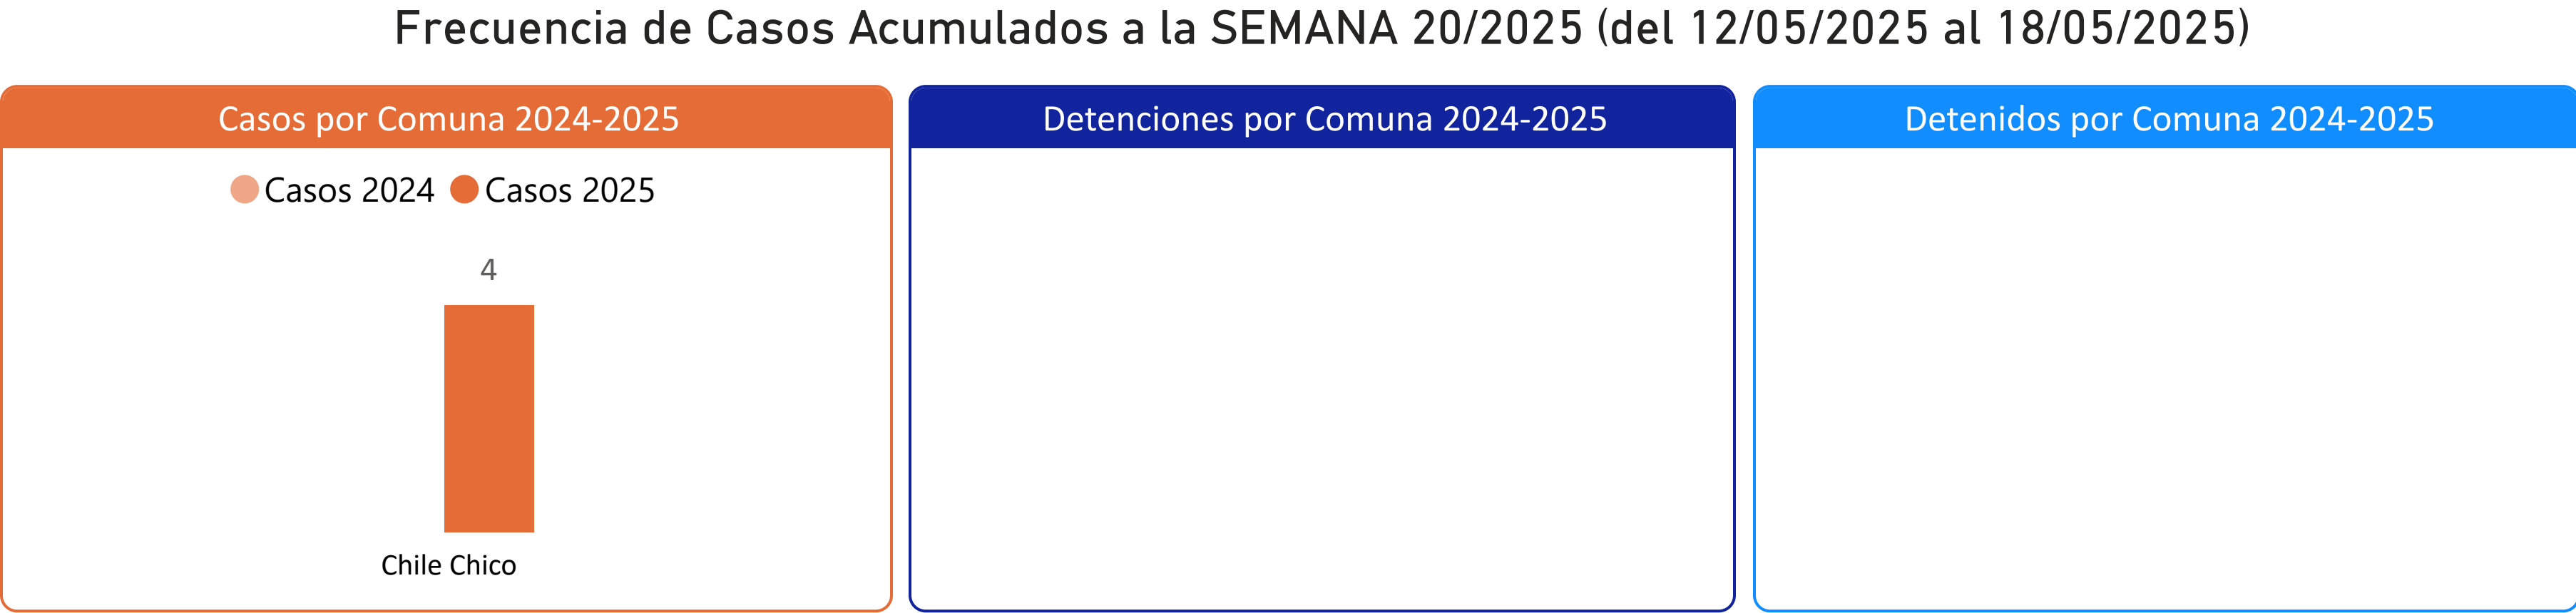 Frecuencia de Casos Acumulados a la SEMANA 20/2025 (del 12/05/2025 al 18/05/2025)
Casos por Comuna 2024-2025
Casos 2024 Casos 2025
4
Chile Chico
Detenciones por Comuna 2024-2025
Detenidos por Comuna 2024-2025